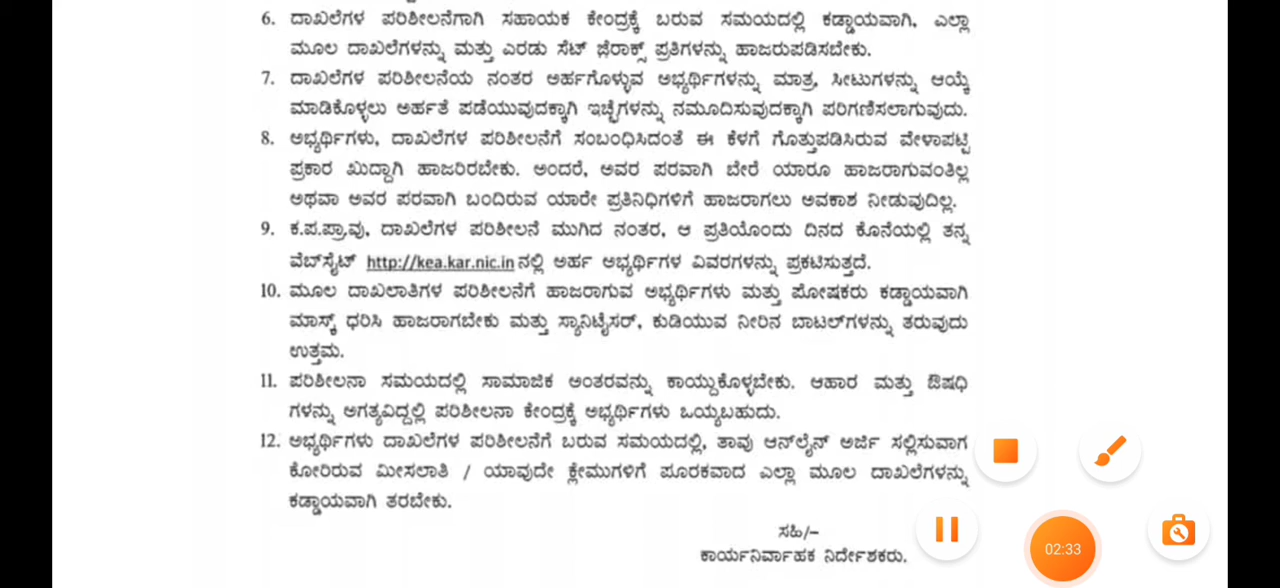 6. ದಾಖಲೆಗಳ ಪರಿಶೀಲನೆಗಾಗಿ ಸಹಾಯಕ ಕೇಂದ್ರಕ್ಕೆ ಬರುವ ಸಮಯದಲ್ಲಿ ಕಡ್ಡಾಯವಾಗಿ, ಎಲ್ಲಾ
ಮೂಲ ದಾಖಲೆಗಳನ್ನು ಮತ್ತು ಎರಡು ಸೆಟ್ ಜೆರಾಕ್ಸ್ ಪ್ರತಿಗಳನ್ನು ಹಾಜರುಪಡಿಸಬೇಕು.
7. ದಾಖಲೆಗಳ ಪರಿಶೀಲನೆಯ ನಂತರ ಅರ್ಹಗೊಳ್ಳುವ ಅಭ್ಯರ್ಥಿಗಳನ್ನು ಮಾತ್ರ, ಸೀಟುಗಳನ್ನು ಆಯ್ಕೆ
ಮಾಡಿಕೊಳ್ಳಲು ಅರ್ಹತೆ ಪಡೆಯುವುದಕ್ಕಾಗಿ ಇಚ್ಛೆಗಳನ್ನು ನಮೂದಿಸುವುದಕ್ಕಾಗಿ ಪರಿಗಣಿಸಲಾಗುವುದು.
8. ಅಭ್ಯರ್ಥಿಗಳು, ದಾಖಲೆಗಳ ಪರಿಶೀಲನೆಗೆ ಸಂಬಂಧಿಸಿದಂತೆ ಈ ಕೆಳಗೆ ಗೊತ್ತುಪಡಿಸಿರುವ ವೇಳಾಪಟ್ಟಿ
ಪ್ರಕಾರ ಖುದ್ದಾಗಿ ಹಾಜರಿರಬೇಕು. ಅಂದರೆ, ಅವರ ಪರವಾಗಿ ಬೇರೆ ಯಾರೂ ಹಾಜರಾಗುವಂತಿಲ್ಲ
ಅಥವಾ ಅವರ ಪರವಾಗಿ ಬಂದಿರುವ ಯಾರೇ ಪ್ರತಿನಿಧಿಗಳಿಗೆ ಹಾಜರಾಗಲು ಅವಕಾಶ ನೀಡುವುದಿಲ್ಲ.
9. ಕ.ಪ.ಪ್ರಾವು, ದಾಖಲೆಗಳ ಪರಿಶೀಲನೆ ಮುಗಿದ ನಂತರ, ಆ ಪ್ರತಿಯೊಂದು ದಿನದ ಕೊನೆಯಲ್ಲಿ ತನ್ನ
ವೆಬ್‌ಸೈಟ್ http://kea.kar.nic.in ನಲ್ಲಿ ಅರ್ಹ ಅಭ್ಯರ್ಥಿಗಳ ವಿವರಗಳನ್ನು ಪ್ರಕಟಿಸುತ್ತದೆ.
10. ಮೂಲ ದಾಖಲಾತಿಗಳ ಪರಿಶೀಲನೆಗೆ ಹಾಜರಾಗುವ ಅಭ್ಯರ್ಥಿಗಳು ಮತ್ತು ಪೋಷಕರು ಕಡ್ಡಾಯವಾಗಿ
ಮಾಸ್ಕ್ ಧರಿಸಿ ಹಾಜರಾಗಬೇಕು ಮತ್ತು ಸ್ಯಾನಿಟೈಸರ್, ಕುಡಿಯುವ ನೀರಿನ ಬಾಟಲ್‌ಗಳನ್ನು ತರುವುದು
ಉತ್ತಮ.
11. ಪರಿಶೀಲನಾ ಸಮಯದಲ್ಲಿ ಸಾಮಾಜಿಕ ಅಂತರವನ್ನು ಕಾಯ್ದುಕೊಳ್ಳಬೇಕು. ಆಹಾರ ಮತ್ತು ಔಷಧಿ
ಗಳನ್ನು ಅಗತ್ಯವಿದ್ದಲ್ಲಿ ಪರಿಶೀಲನಾ ಕೇಂದ್ರಕ್ಕೆ ಅಭ್ಯರ್ಥಿಗಳು ಒಯ್ಯಬಹುದು.
12. ಅಭ್ಯರ್ಥಿಗಳು ದಾಖಲೆಗಳ ಪರಿಶೀಲನೆಗೆ ಬರುವ ಸಮಯದಲ್ಲಿ, ತಾವು ಆನ್‌ಲೈನ್ ಅರ್ಜಿ ಸಲ್ಲಿಸುವಾಗ
ಕೋರಿರುವ ಮೀಸಲಾತಿ / ಯಾವುದೇ ಕ್ಲೇಮುಗಳಿಗೆ ಪೂರಕವಾದ ಎಲ್ಲಾ ಮೂಲ ದಾಖಲೆಗಳನ್ನು
ಕಡ್ಡಾಯವಾಗಿ ತರಬೇಕು.
ಸಹಿ/-
ಕಾರ್ಯನಿರ್ವಾಹಕ ನಿರ್ದೇಶಕರು.
02:33